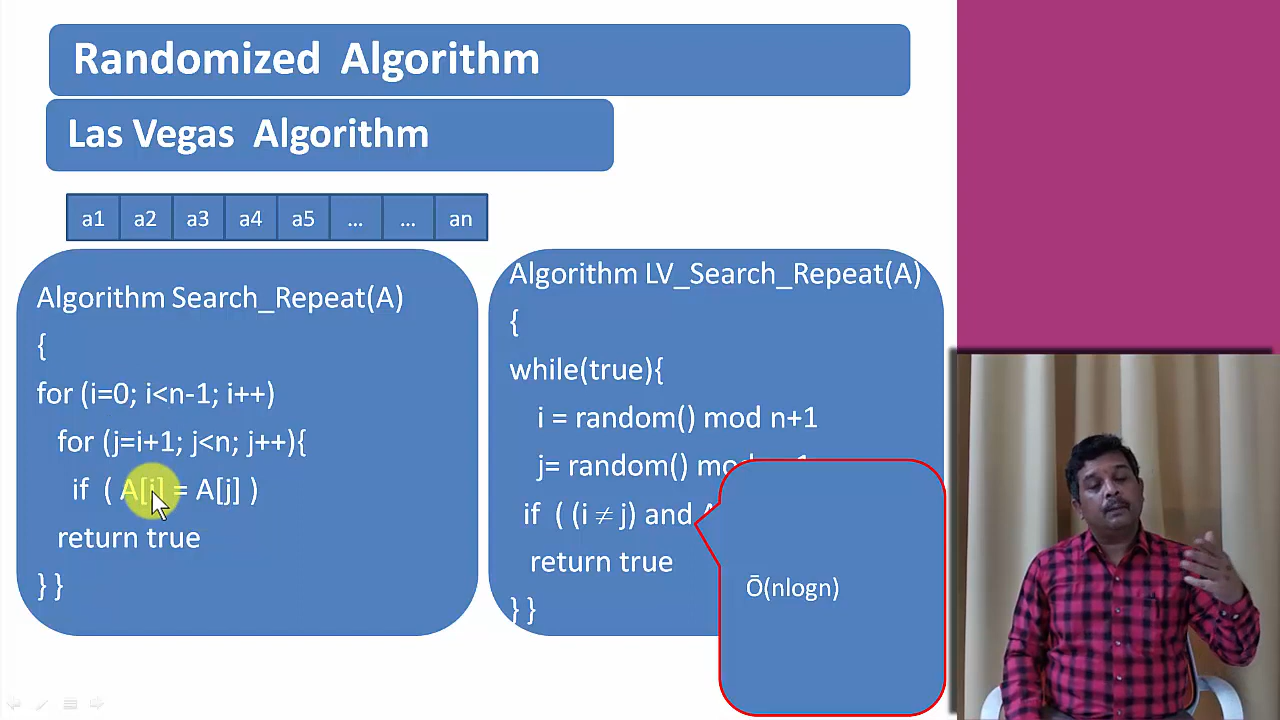 Randomized Algorithm
Las Vegas Algorithm
a1 a2 a3 a4 a5 ... ... an
Algorithm Search_Repeat(A)
{
for (i=0; i<n-1; i++)
for (j=i+1; j<n; j++){
if ( A[i] = A[j] )
return true
} }
Algorithm LV_Search_Repeat(A)
{
while(true){
i = random() mod n+1
j= random() mod
if ( (i ≠ j) and
return true
} }
Ō(nlogn)